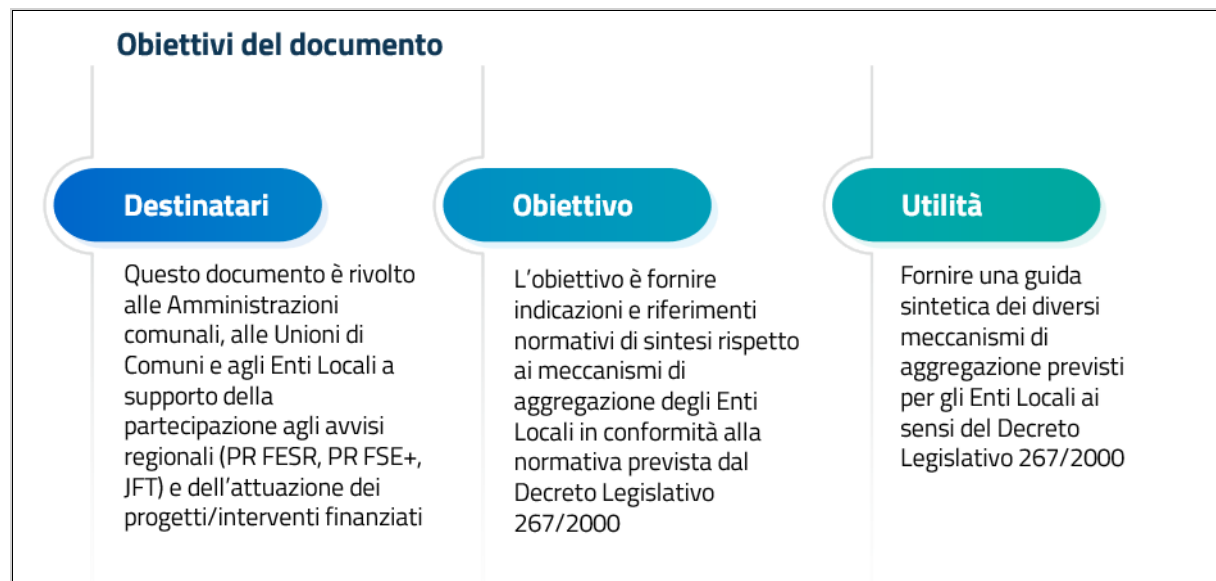 Obiettivi del documento
Destinatari
Questo documento è rivolto
alle Amministrazioni
comunali, alle Unioni di
Comuni e agli Enti Locali a
supporto della
partecipazione agli avvisi
regionali (PR FESR, PR FSE+,
JFT) e dell’attuazione dei
progetti/interventi finanziati
Obiettivo
L’obiettivo è fornire
indicazioni e riferimenti
normativi di sintesi rispetto
ai meccanismi di
aggregazione degli Enti
Locali in conformità alla
normativa prevista dal
Decreto Legislativo
267/2000
Utilità
Fornire una guida
sintetica dei diversi
meccanismi di
aggregazione previsti
per gli Enti Locali ai
sensi del Decreto
Legislativo 267/2000